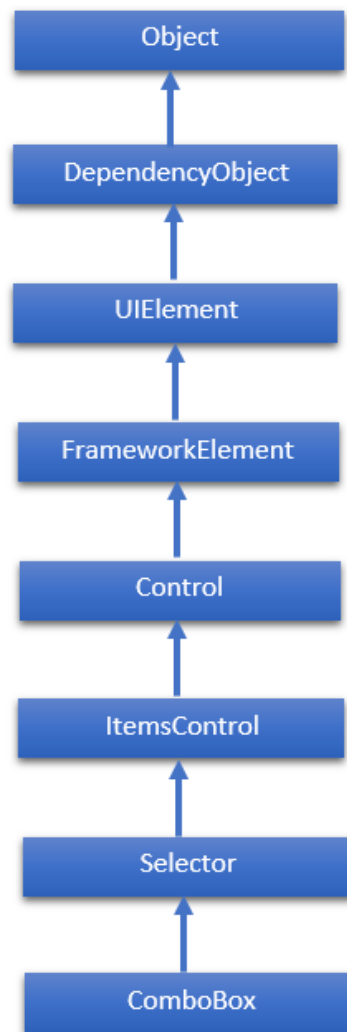 Object
DependencyObject
UIElement
FrameworkElement
Control
ItemsControl
Selector
ComboBox